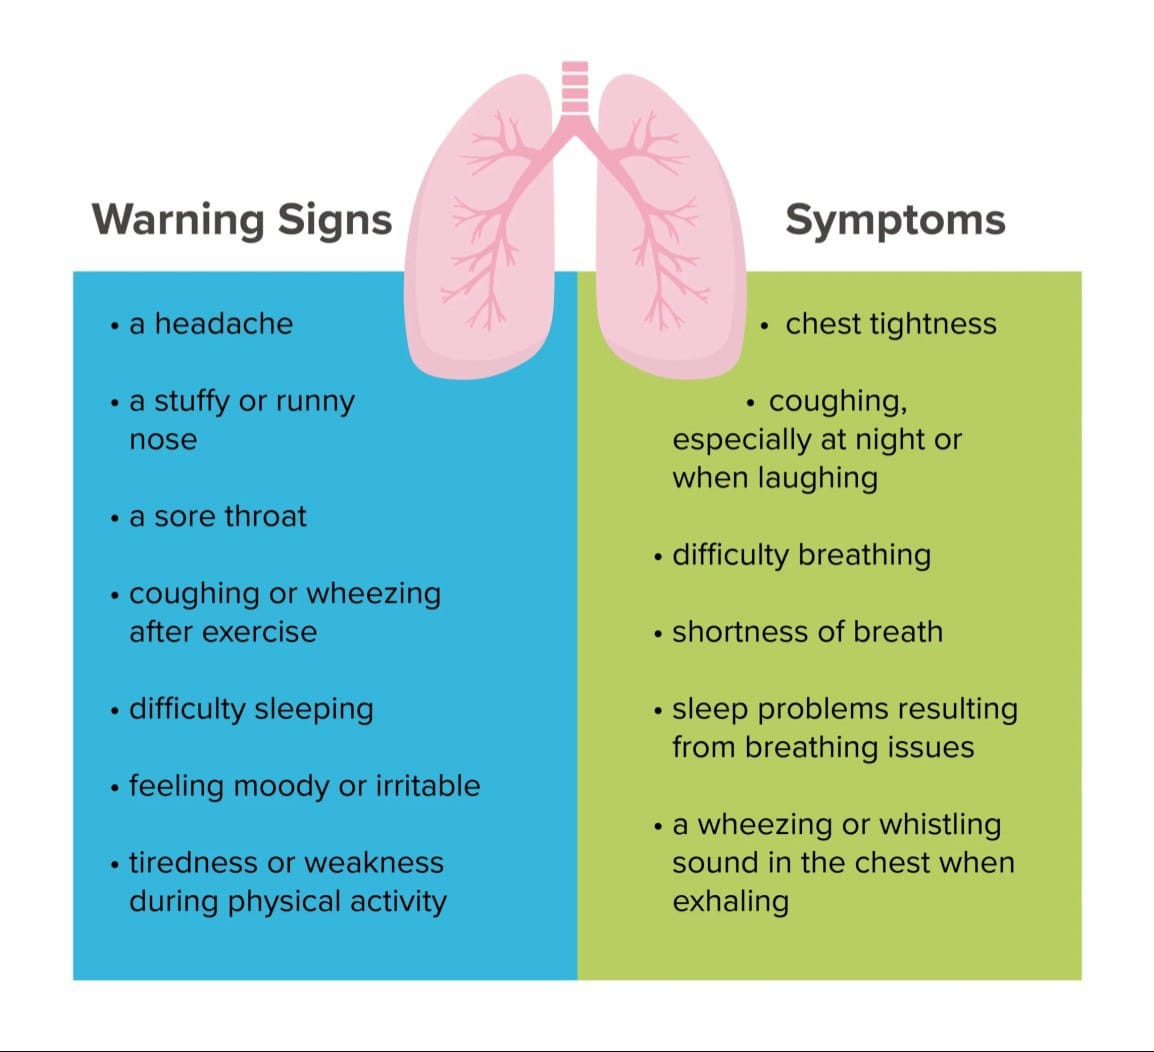 Warning Signs
• a headache
• a stuffy or runny
nose
• a sore throat
• coughing or wheezing
after exercise
• difficulty sleeping
• feeling moody or irritable
• tiredness or weakness
during physical activity
Symptoms
• chest tightness
• coughing,
especially at night or
when laughing
• difficulty breathing
• shortness of breath
• sleep problems resulting
from breathing issues
• a wheezing or whistling
sound in the chest when
exhaling